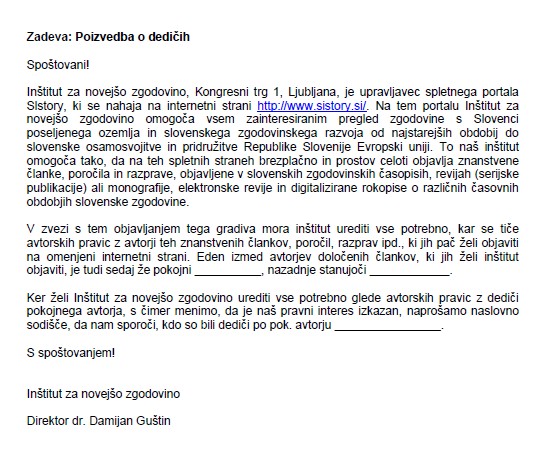 Zadeva: Poizvedba o dedičih
Spoštovani!
Inštitut za novejšo zgodovino, Kongresni trg 1, Ljubljana, je upravljavec spletnega portala
SIstory, ki se nahaja na internetni strani http://www.sistory.si/. Na tem portalu Inštitut za
novejšo zgodovino omogoča vsem zainteresiranim pregled zgodovine s Slovenci
poseljenega ozemlja in slovenskega zgodovinskega razvoja od najstarejših obdobij do
slovenske osamosvojitve in pridružitve Republike Slovenije Evropski uniji. To naš inštitut
omogoča tako, da na teh spletnih straneh brezplačno in prostov celoti objavlja znanstvene
članke, poročila in razprave, objavljene v slovenskih zgodovinskih časopisih, revijah (serijske
publikacije) ali monografije, elektronske revije in digitalizirane rokopise o različnih časovnih
obdobjih slovenske zgodovine.
V zvezi s tem objavljanjem tega gradiva mora inštitut urediti vse potrebno, kar se tiče
avtorskih pravic z avtorji teh znanstvenih člankov, poročil, razprav ipd., ki jih pač želi objaviti
na omenjeni internetni strani. Eden izmed avtorjev določenih člankov, ki jih želi inštitut
objaviti, je tudi sedaj že pokojni ___________, nazadnje stanujoči _____________.
Ker želi Inštitut za novejšo zgodovino urediti vse potrebno glede avtorskih pravic z dediči
pokojnega avtorja, s čimer menimo, da je naš pravni interes izkazan, naprošamo naslovno
sodišče, da nam sporoči, kdo so bili dediči po pok. avtorju _________________.
S spoštovanjem!
Inštitut za novejšo zgodovino
Direktor dr. Damijan Guštin